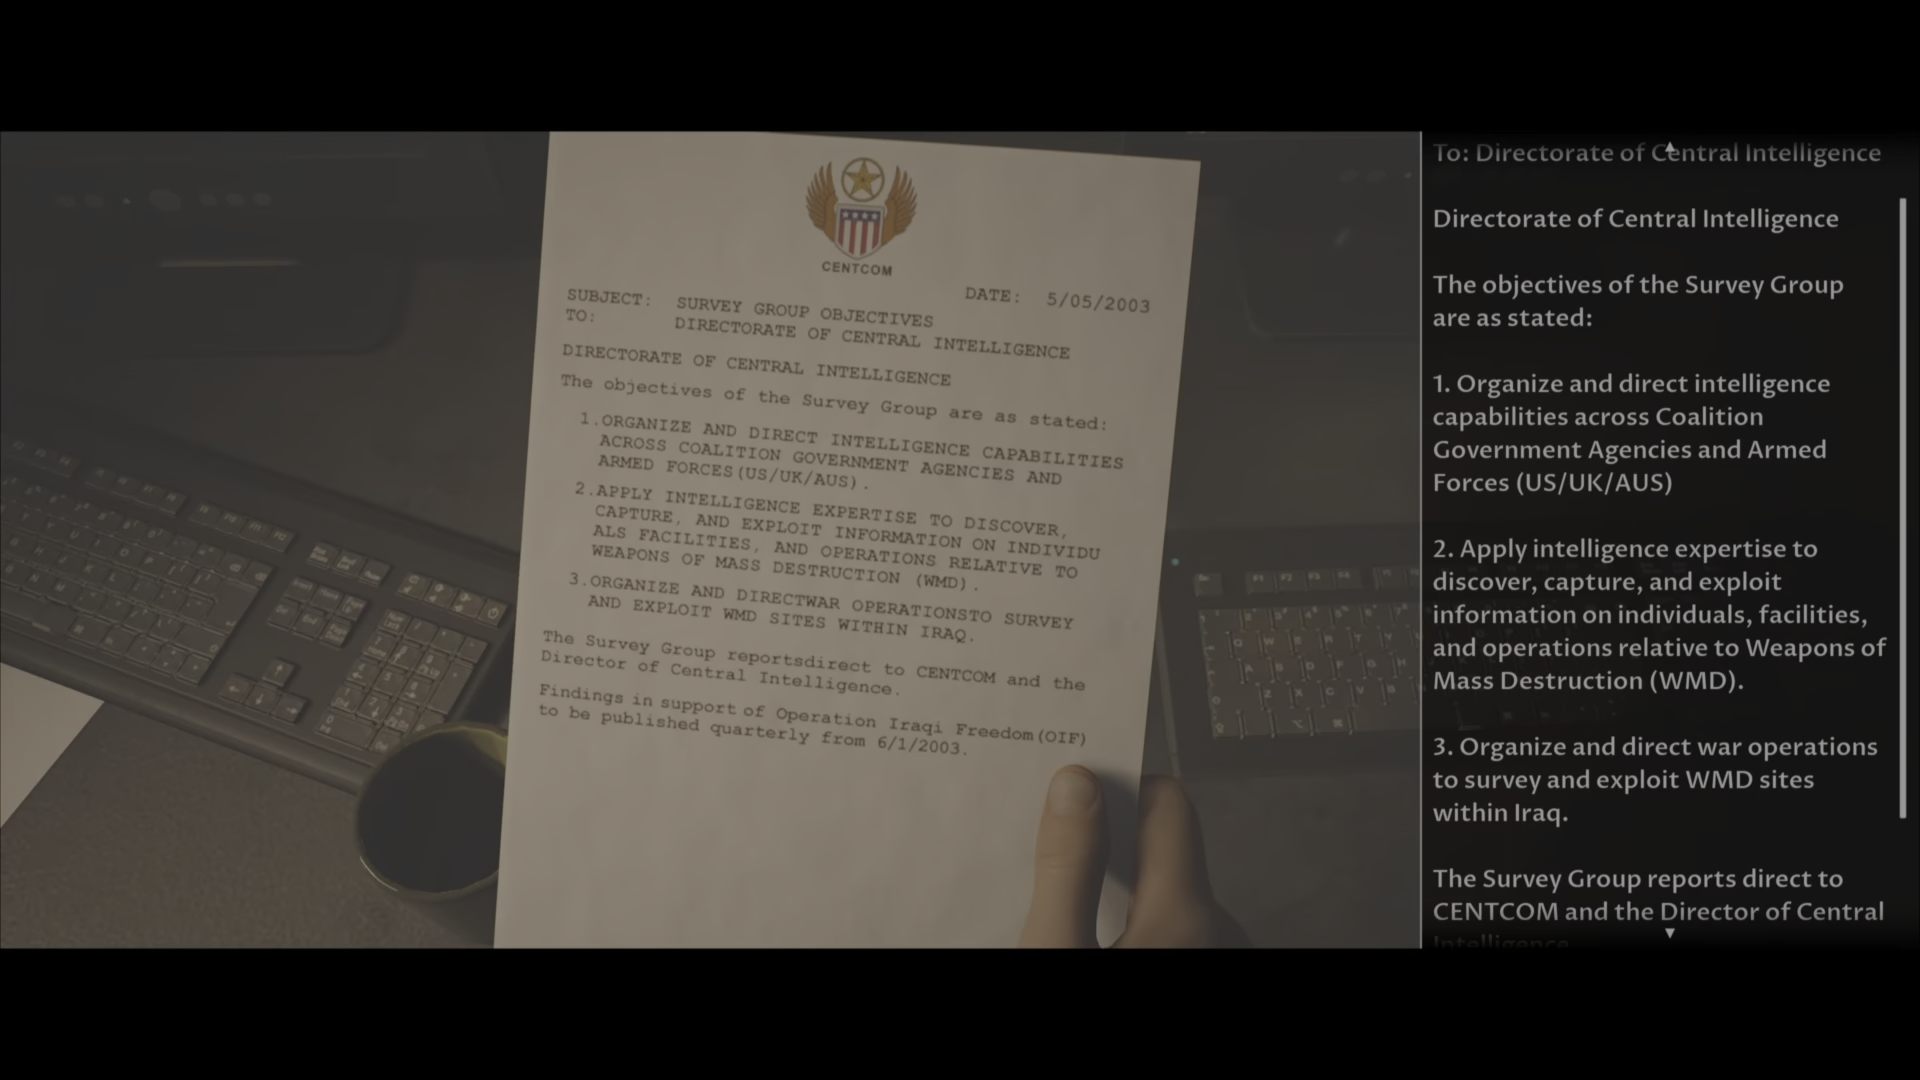 CENTCOM
DATE: 5/05/2003
SUBJECT: SURVEY GROUP OBJECTIVES
TO: DIRECTORATE OF CENTRAL INTELLIGENCE
DIRECTORATE OF CENTRAL INTELLIGENCE
The objectives of the Survey Group are as stated:
1.ORGANIZE AND DIRECT INTELLIGENCE CAPABILITIES
ACROSS COALITION GOVERNMENT AGENCIES AND
ARMED FORCES(US/UK/AUS).
2.APPLY INTELLIGENCE EXPERTISE TO DISCOVER,
CAPTURE, AND EXPLOIT INFORMATION ON INDIVIDU
ALS FACILITIES, AND OPERATIONS RELATIVE TO
WEAPONS OF MASS DESTRUCTION (WMD).
3.ORGANIZE AND DIRECTWAR OPERATIONSTO SURVEY
AND EXPLOIT WMD SITES WITHIN IRAQ.
The Survey Group reportsdirect to CENTCOM and the
Director of Central Intelligence.
Findings in support of Operation Iraqi Freedom(OIF)
to be published quarterly from 6/1/2003.
To: Directorate of Central Intelligence
Directorate of Central Intelligence
The objectives of the Survey Group
are as stated:
1. Organize and direct intelligence
capabilities across Coalition
Government Agencies and Armed
Forces (US/UK/AUS)
2. Apply intelligence expertise to
discover, capture, and exploit
information on individuals, facilities,
and operations relative to Weapons of
Mass Destruction (WMD).
3. Organize and direct war operations
to survey and exploit WMD sites
within Iraq.
The Survey Group reports direct to
CENTCOM and the Director of Central
Intelligence